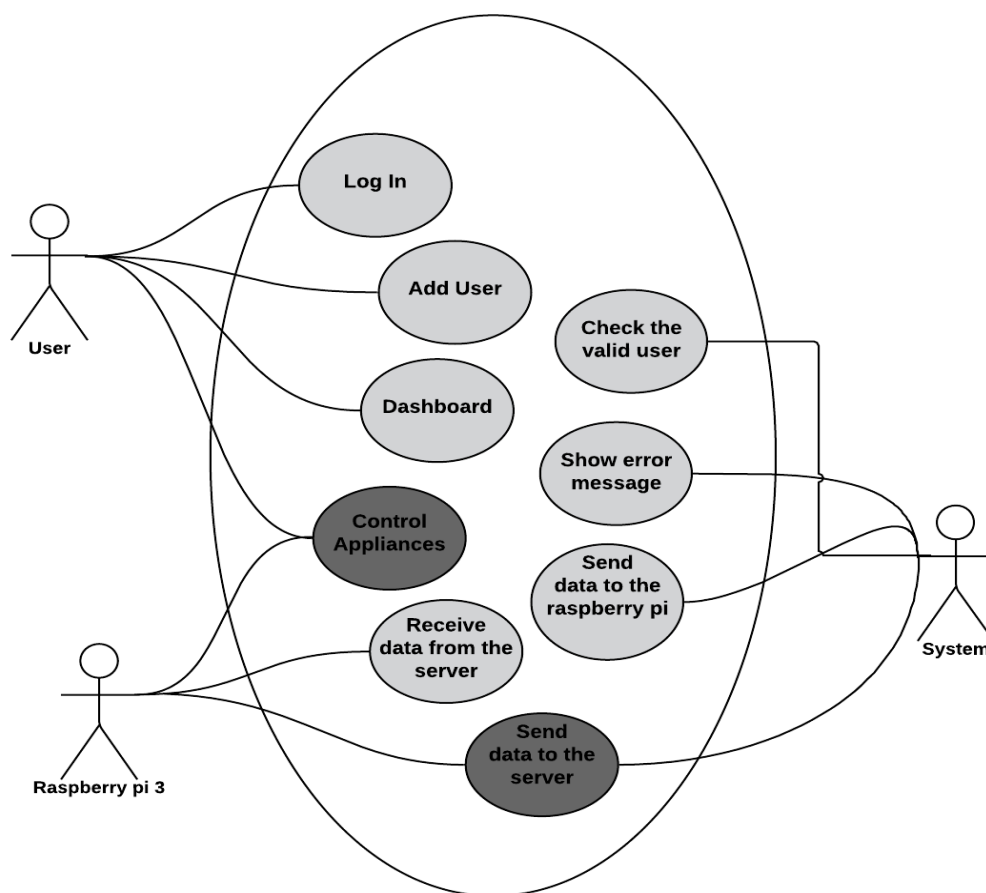 Log In
Add User
User
Check the
valid user
Dashboard
Show error
message
Control
Appliances
Send
data to the
raspberry pi
Receive
data from the
server
System
Send
data to the
server
Raspberry pi 3